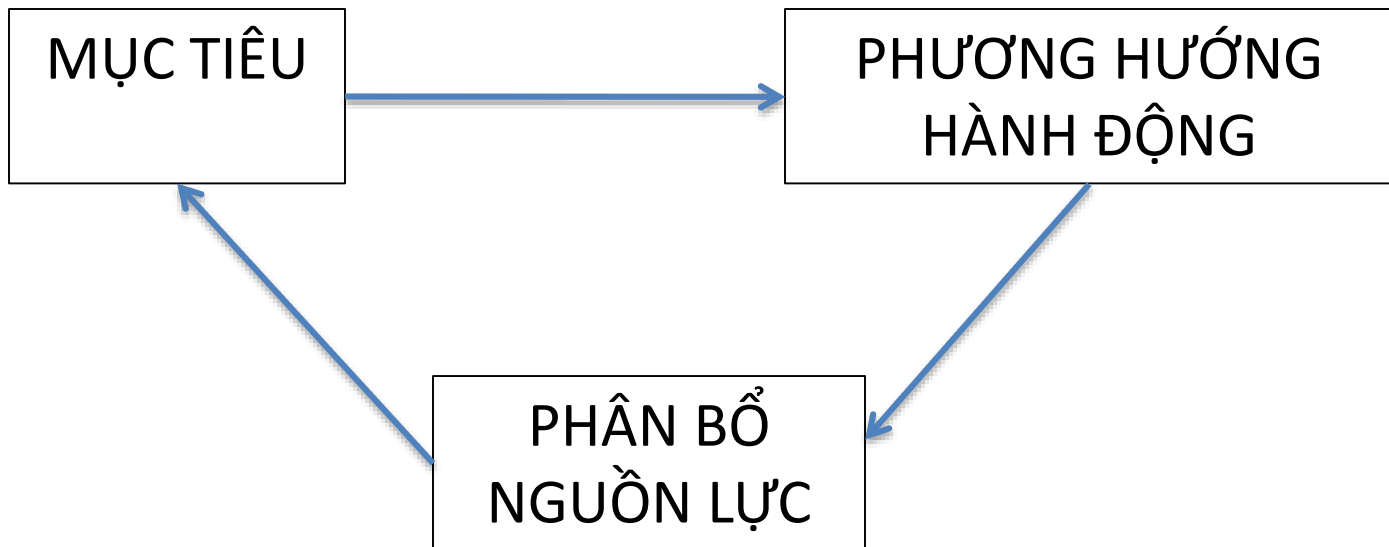 MỤC TIÊU
PHƯƠNG HƯỚNG
HÀNH ĐỘNG
PHÂN BỔ
NGUỒN LỰC